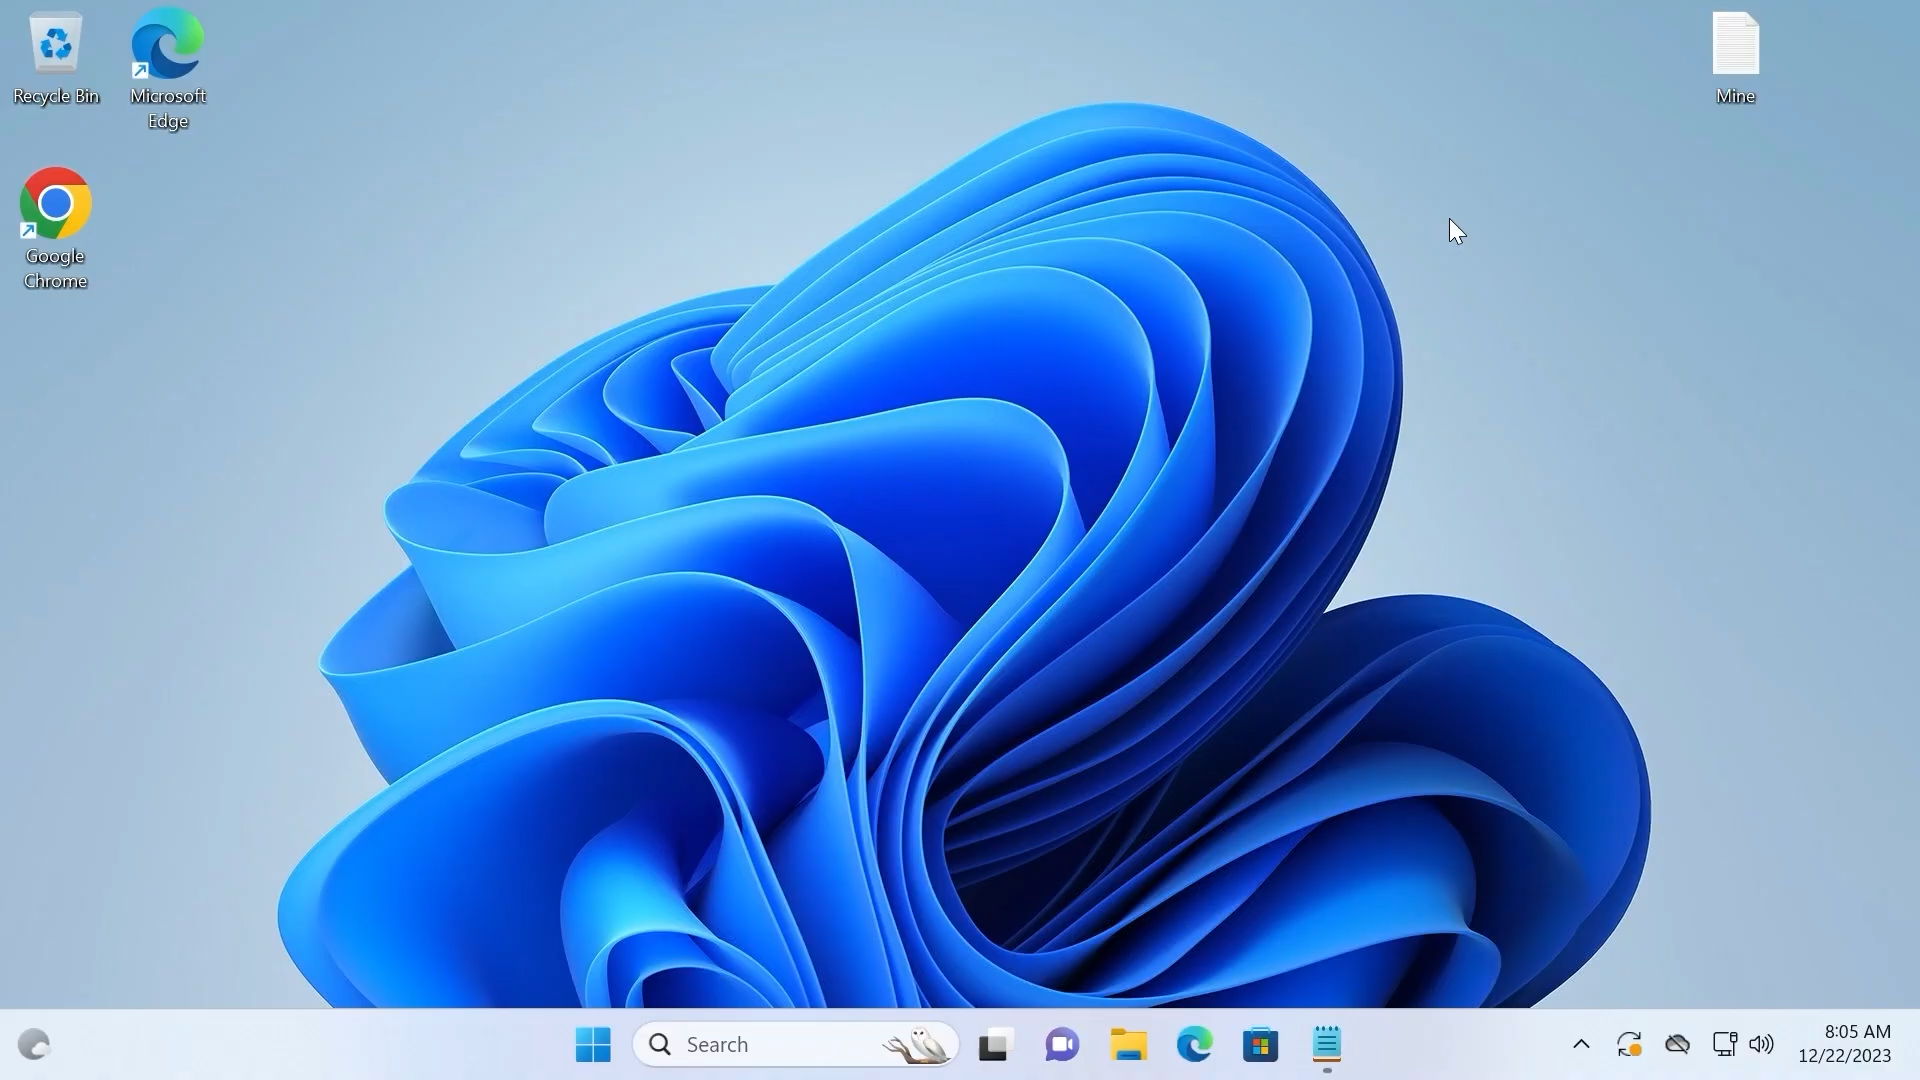 Recycle Bin
Microsoft
Edge
Mine
Google
Chrome
Search
8:05 AM
12/22/2023